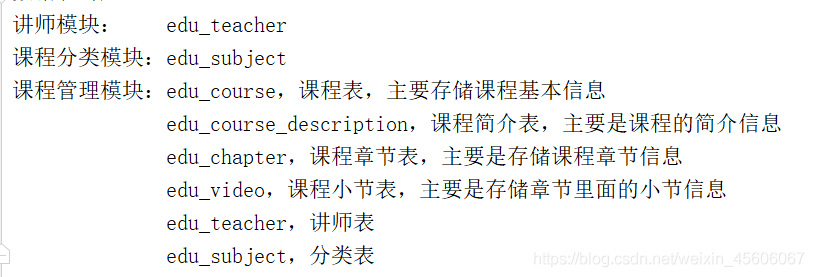 讲师模块： edu_teacher
课程分类模块：edu_subject
课程管理模块：edu_course，课程表，主要存储课程基本信息
edu_course_description，课程简介表，主要是课程的简介信息
edu_chapter，课程章节表，主要是存储课程章节信息
edu_video，课程小节表，主要是存储章节里面的小节信息
edu_teacher，讲师表
edu_subject，分类表
https://blog.csdn.net/weixin_45606067